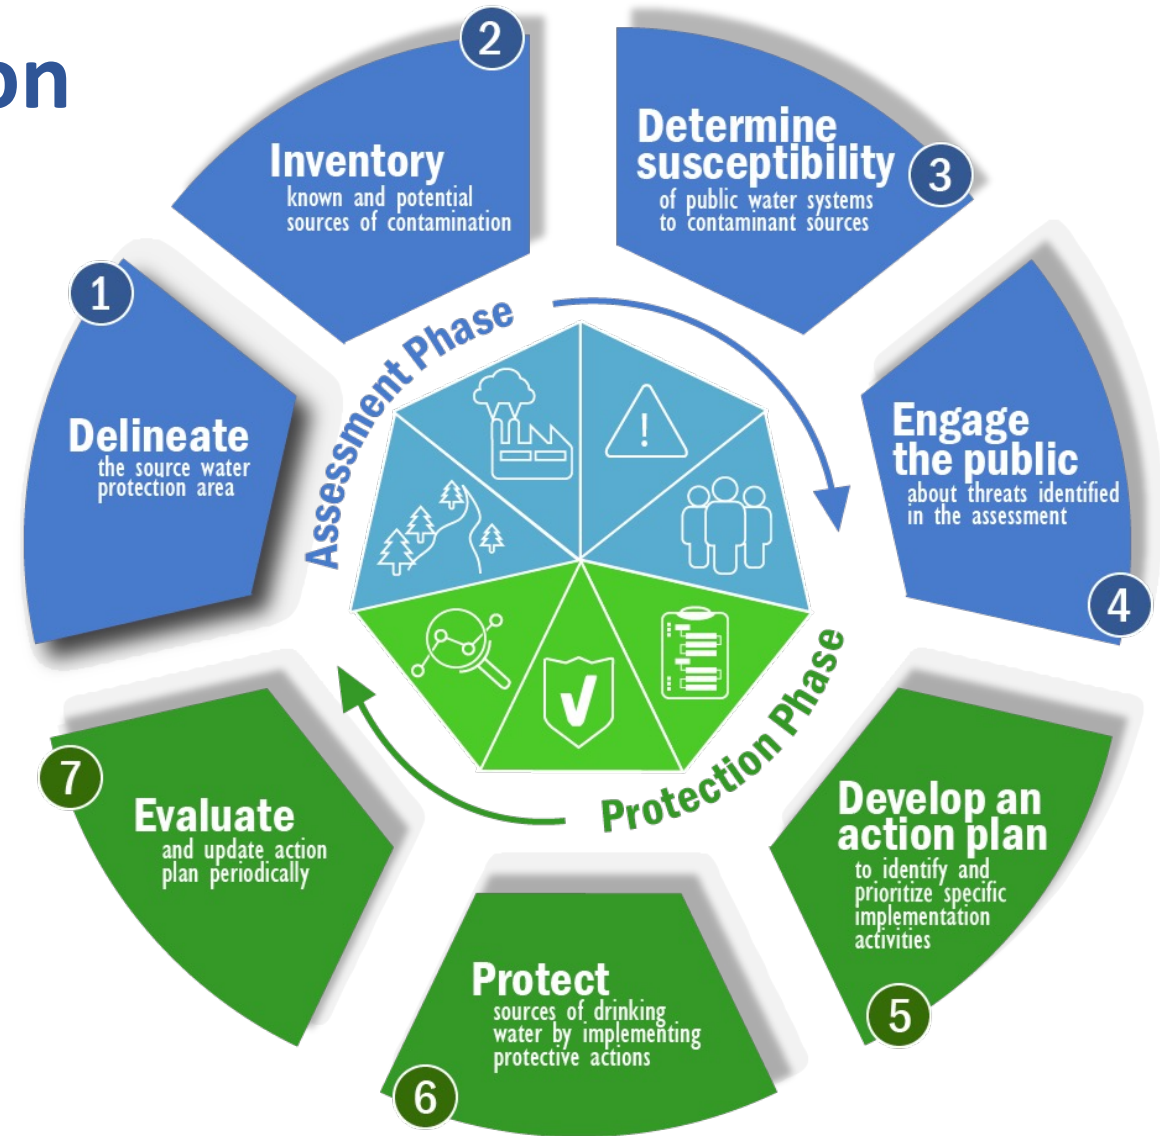 on
2
Inventory
known and potential
sources of contamination
Determine
susceptibility
of public water systems
to contaminant sources
3
1
Delineate
the source water
protection area
Assessment Phase
Engage
the public
about threats identified
in the assessment
4
7
Evaluate
and update action
plan periodically
Protection Phase
Develop an
action plan
to identify and
prioritize specific
implementation
activities
5
Protect
sources of drinking
water by implementing
protective actions
6